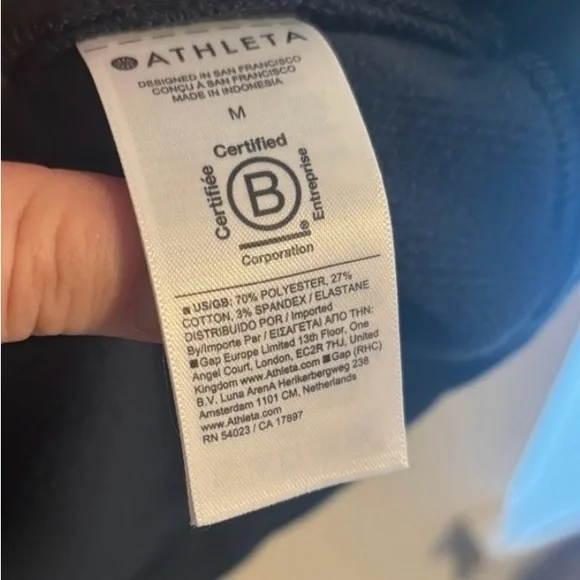 ATHLETA
DESIGNED IN SAN FRANCISCO
CONÇU À SAN FRANCISCO
MADE IN INDONESIA
M
Certified
Certifiée
B
Entreprise
®
Corporation
US/GB: 70% POLYESTER, 27%
COTTON, 3% SPANDEX / ELASTANE
DISTRIBUIDO POR / Imported
By/Importe Par / ΕΙΣΑΓΕΤΑΙ ΑΠΟ ΤΗΝ:
■Gap Europe Limited 13th Floor, One
Angel Court, London, EC2R 7HJ, United
Kingdom www.Athleta.com ■Gap (RHC)
B.V. Luna ArenA Herikerbergweg 238
Amsterdam 1101 CM, Netherlands
www.Athleta.com
RN 54023 / CA 17897